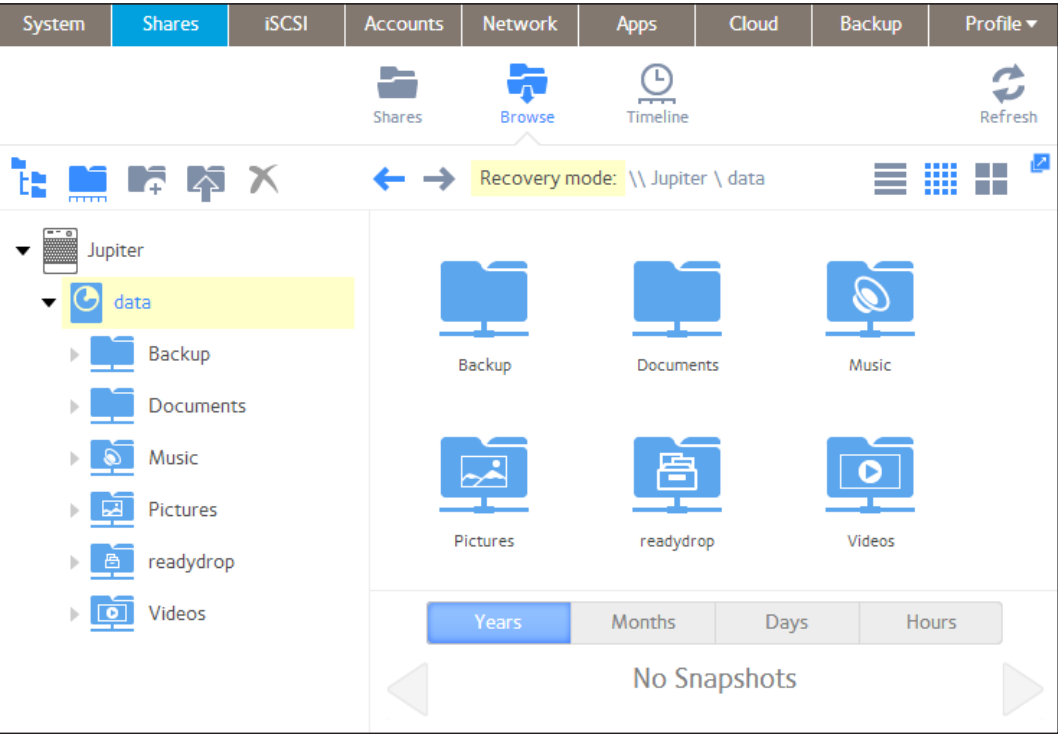 System Shares iSCSI Accounts Network Apps Cloud Backup Profile
Shares Browse Timeline Refresh
Recovery mode: \\ Jupiter \ data
Jupiter
data
Backup
Documents
Music
Pictures
readydrop
Videos
Backup Documents Music
Pictures readydrop Videos
Years Months Days Hours
No Snapshots